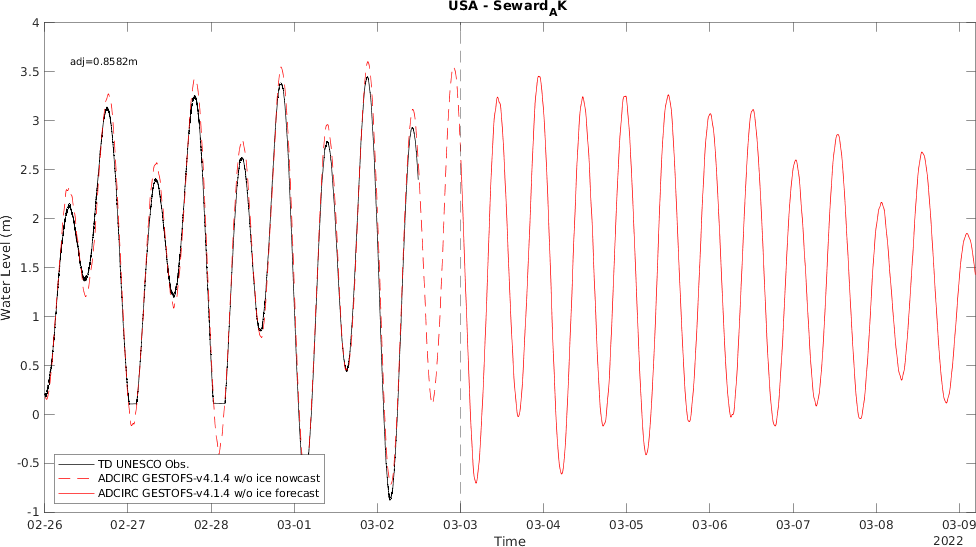 USA - Seward_AK
4
adj=0.8582m
3.5
3
2.5
2
1.5
1
0.5
0
-0.5
-1
Water Level (m)
TD UNESCO Obs.
ADCIRC GESTOFS-v4.1.4 w/o ice nowcast
ADCIRC GESTOFS-v4.1.4 w/o ice forecast
02-26 02-27 02-28 03-01 03-02 03-03 03-04 03-05 03-06 03-07 03-08 03-09
Time
2022